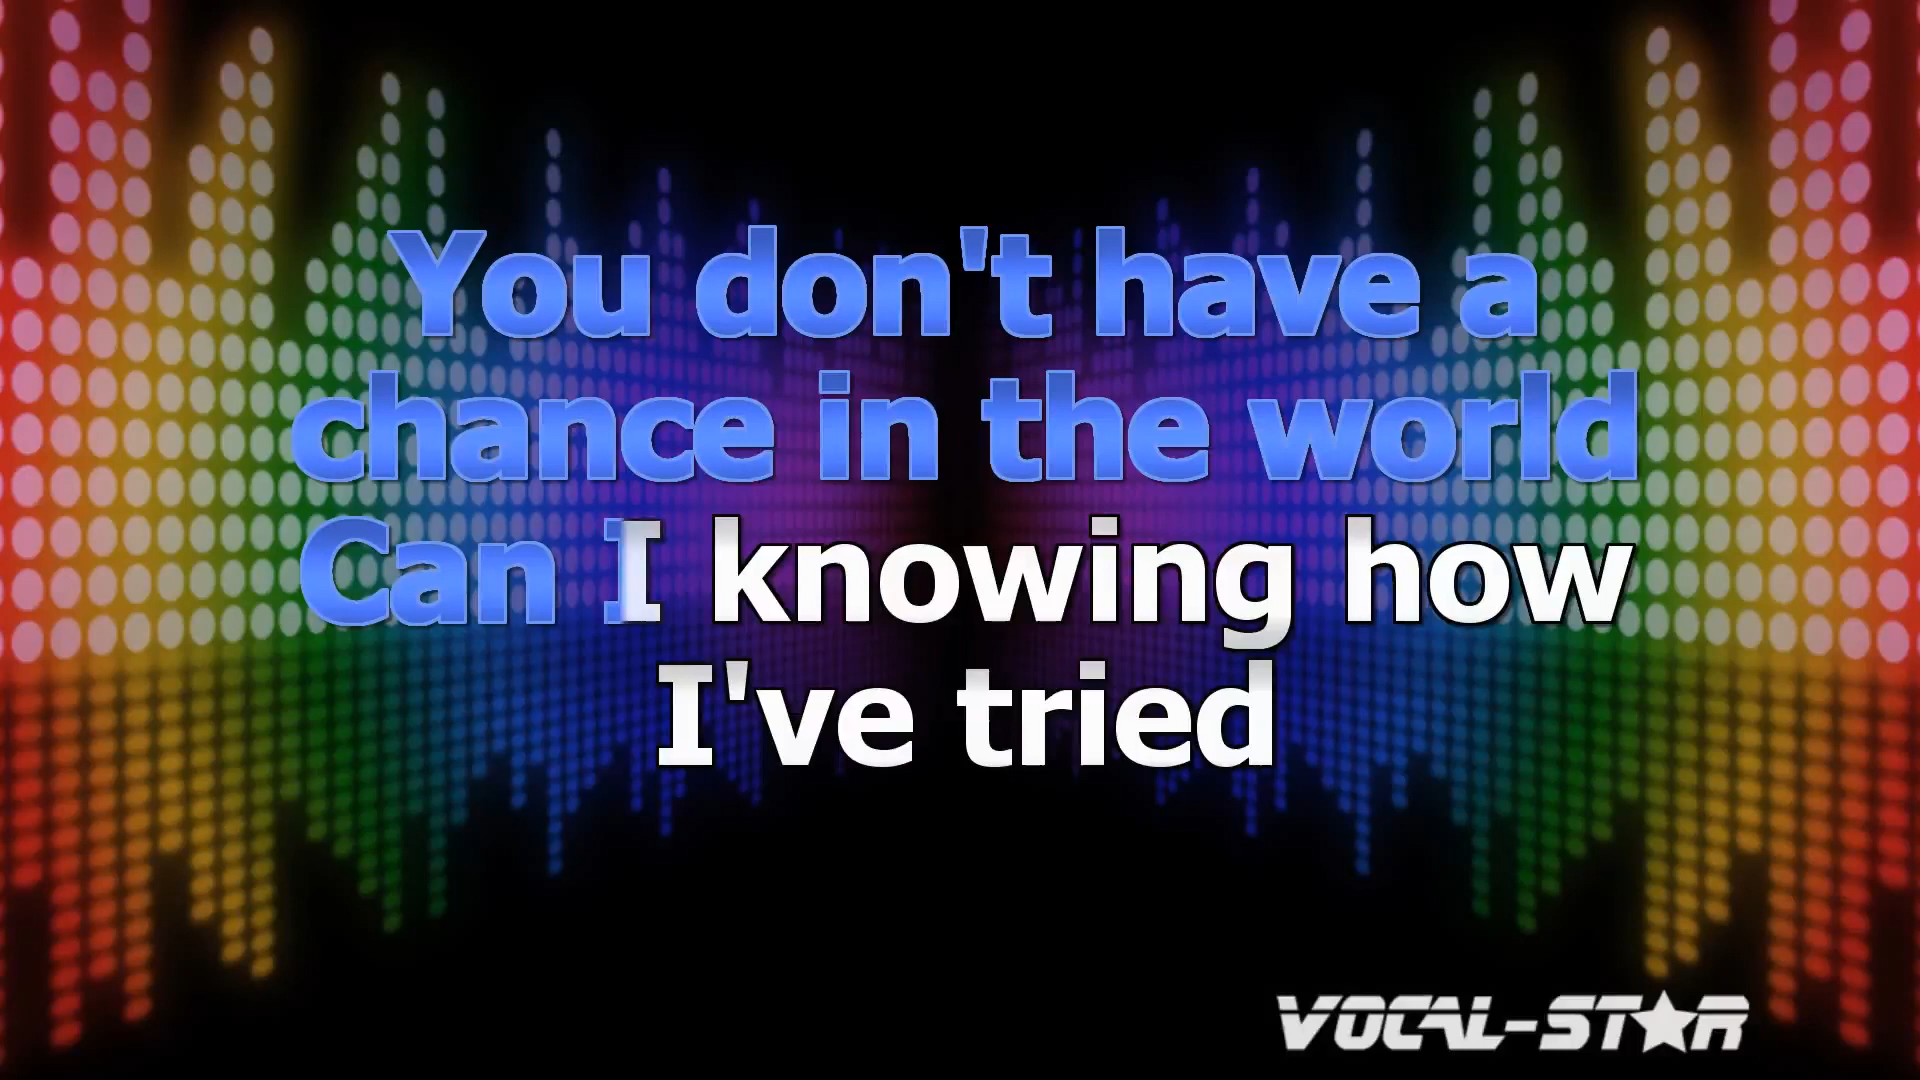 You don't have a
chance in the world
Can I knowing how
I've tried
VOCAL-STAR